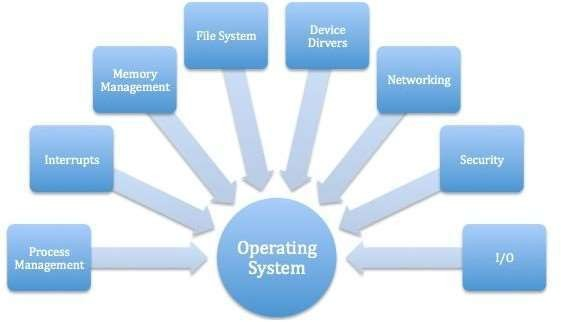 File System
Device
Dirvers
Memory
Management
Networking
Interrupts
Security
Process
Management
Operating
System
I/O